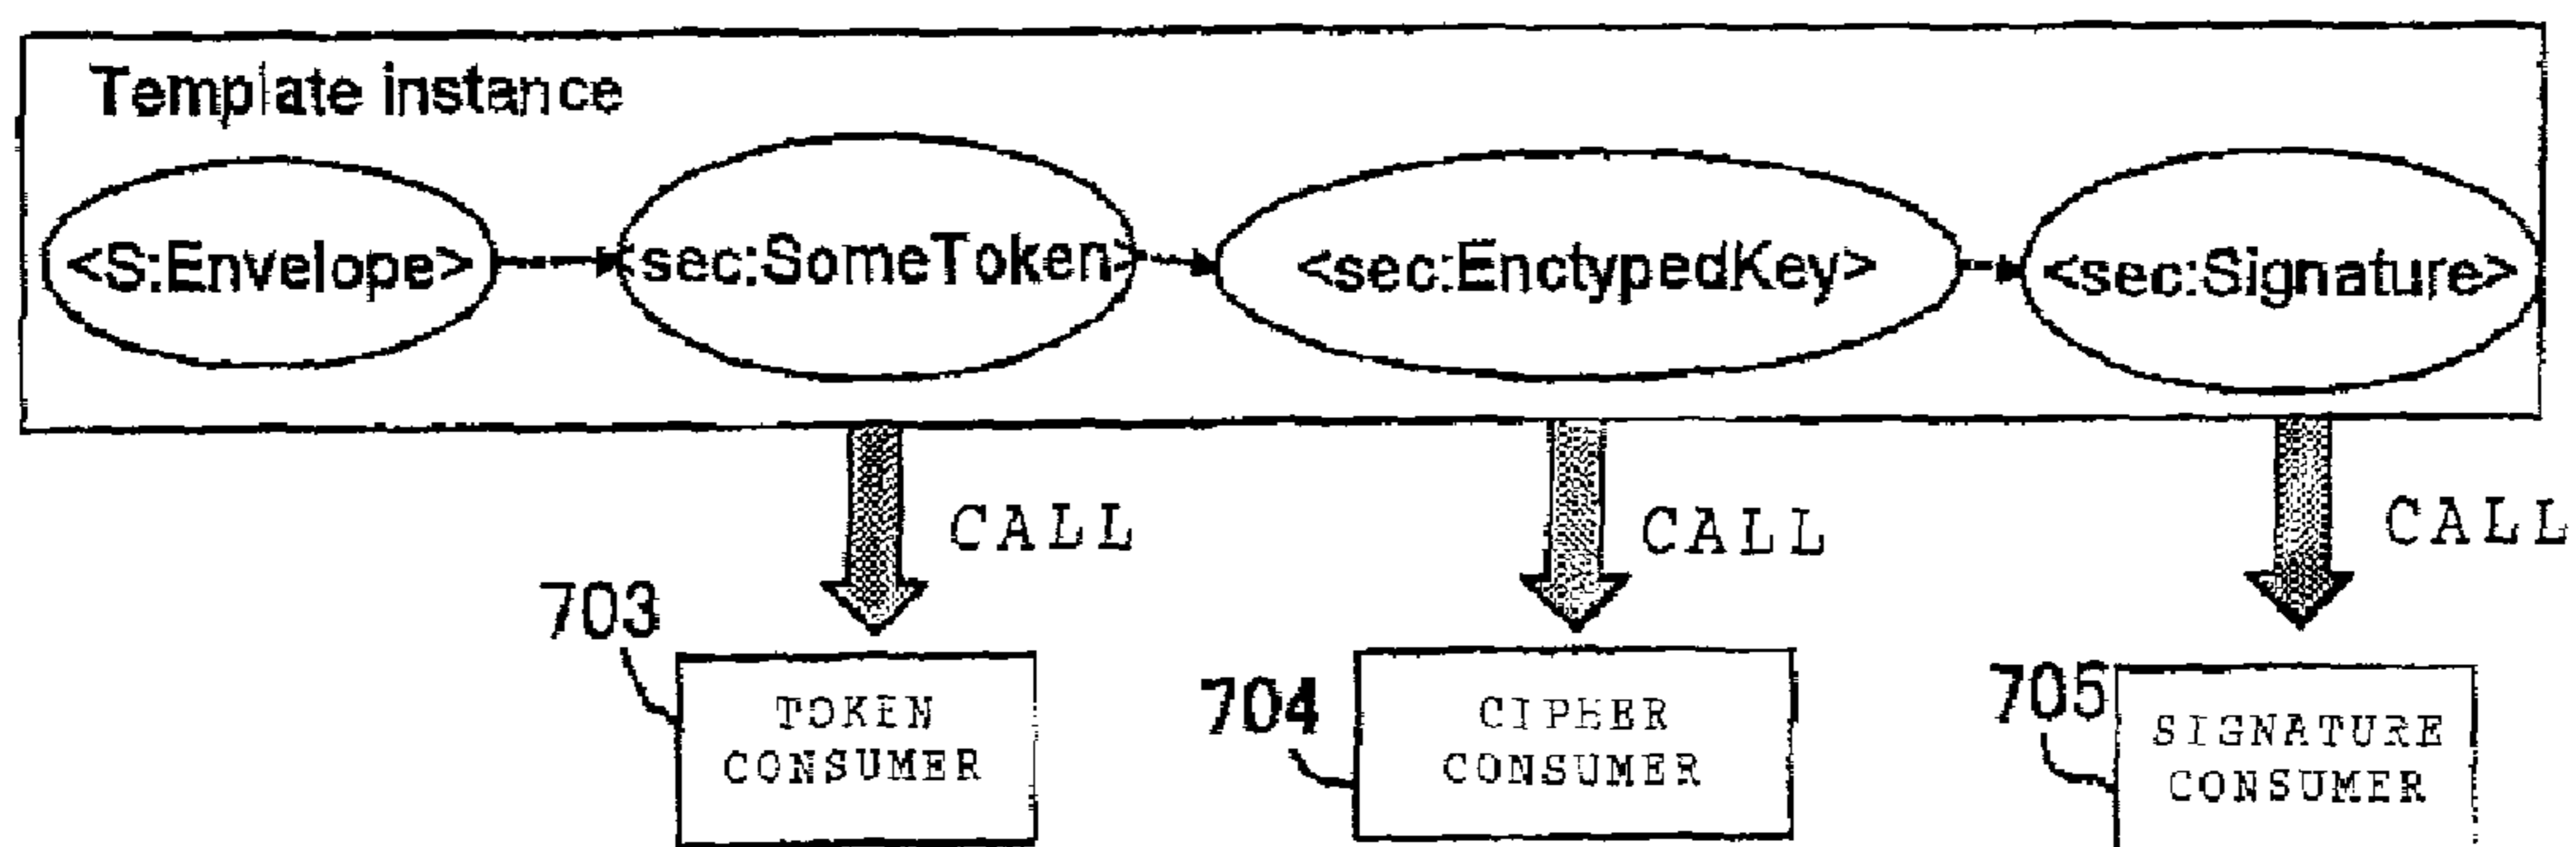 Template instance
<S:Envelope>
<sec:SomeToken>
<sec:EnctypedKey>
<sec:Signature>
CALL
CALL
CALL
703
704
705
TOKEN
CONSUMER
CIPHER
CONSUMER
SIGNATURE
CONSUMER